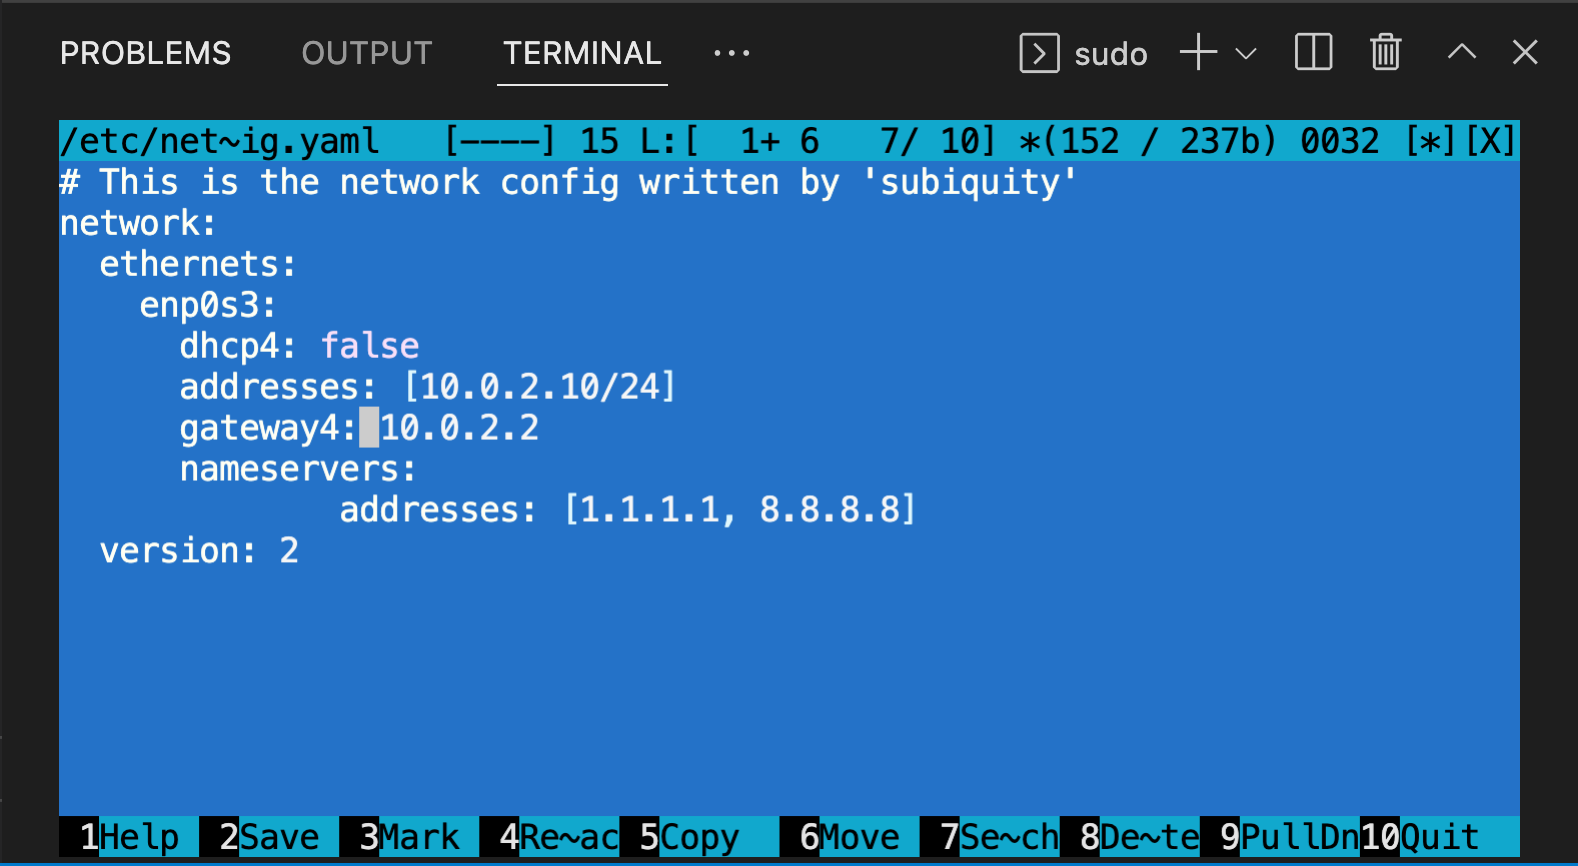 PROBLEMS OUTPUT TERMINAL ··· sudo
/etc/net~ig.yaml   [----] 15 L:[  1+ 6   7/ 10] *(152 / 237b) 0032 [*][X]
# This is the network config written by 'subiquity'
network:
  ethernets:
    enp0s3:
      dhcp4: false
      addresses: [10.0.2.10/24]
      gateway4: 10.0.2.2
      nameservers:
              addresses: [1.1.1.1, 8.8.8.8]
  version: 2
1Help 2Save 3Mark 4Re~ac 5Copy 6Move 7Se~ch 8De~te 9PullDn 10Quit